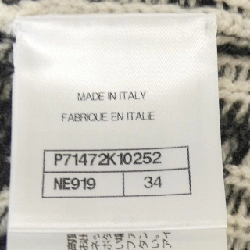 MADE IN ITALY
FABRIQUE EN ITALIE
P71472K10252
NE919 34